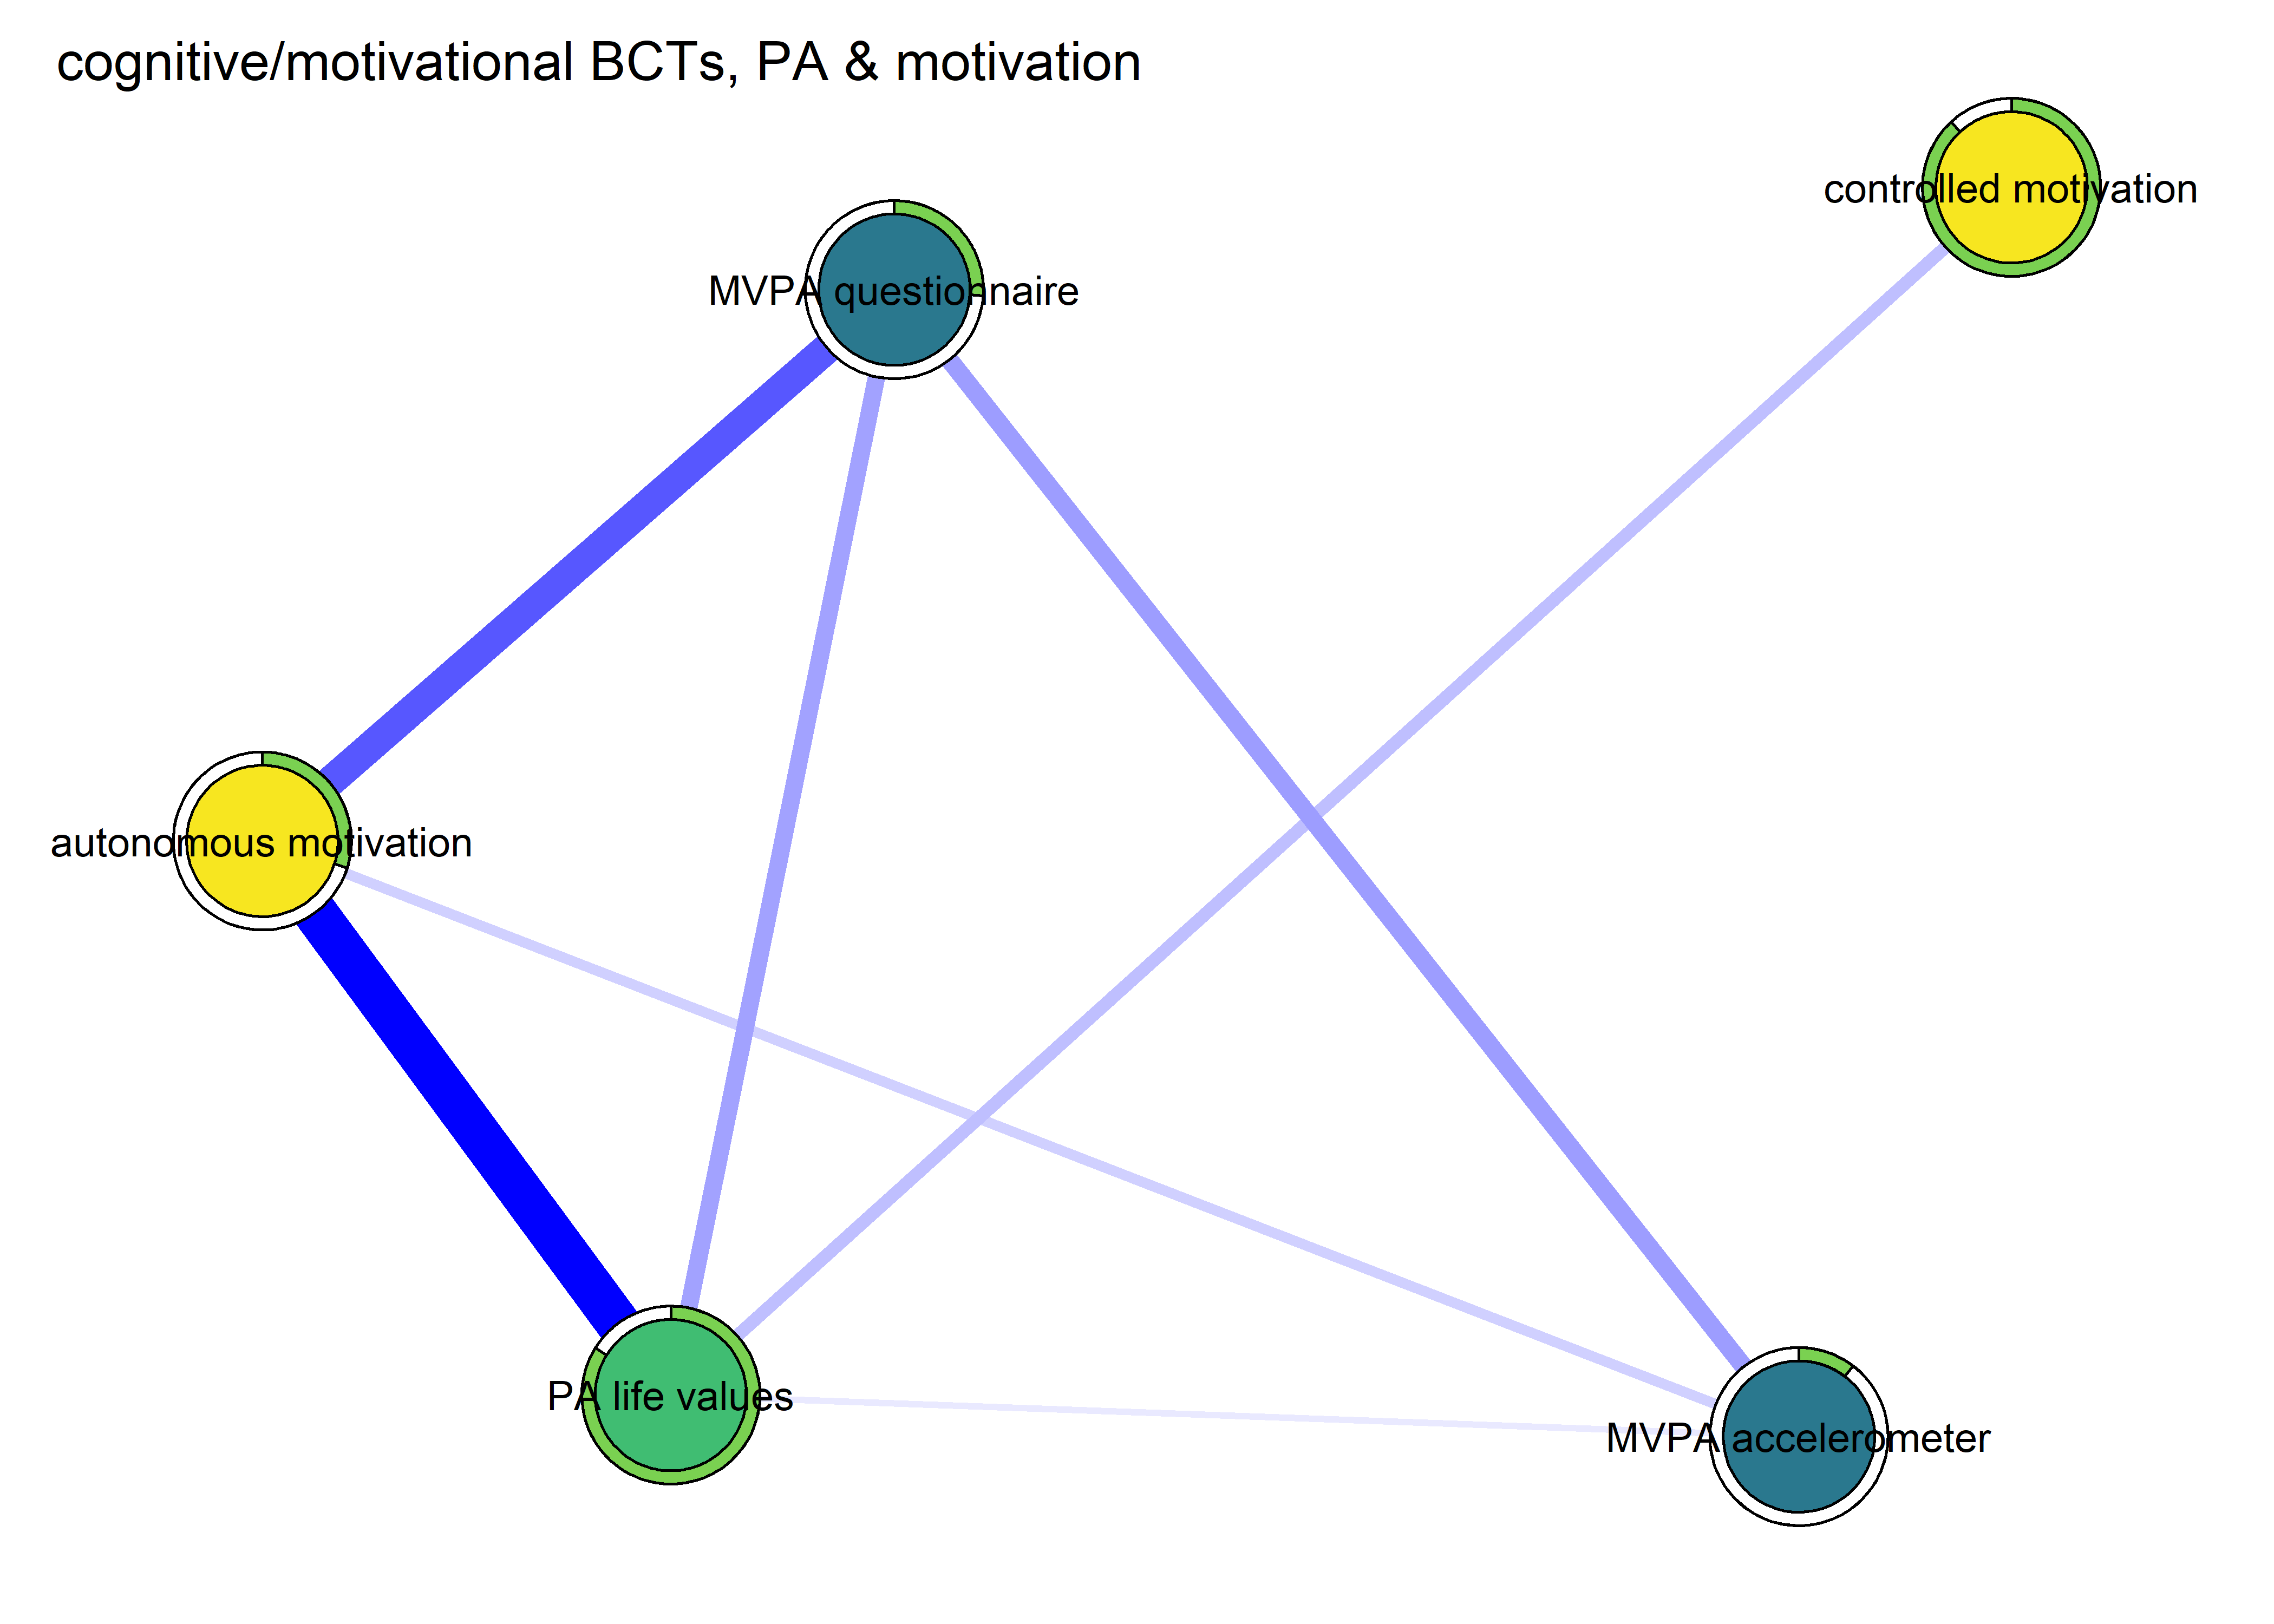 cognitive/motivational BCTs, PA & motivation
controlled motivation
MVPA questionnaire
autonomous motivation
PA life values
MVPA accelerometer